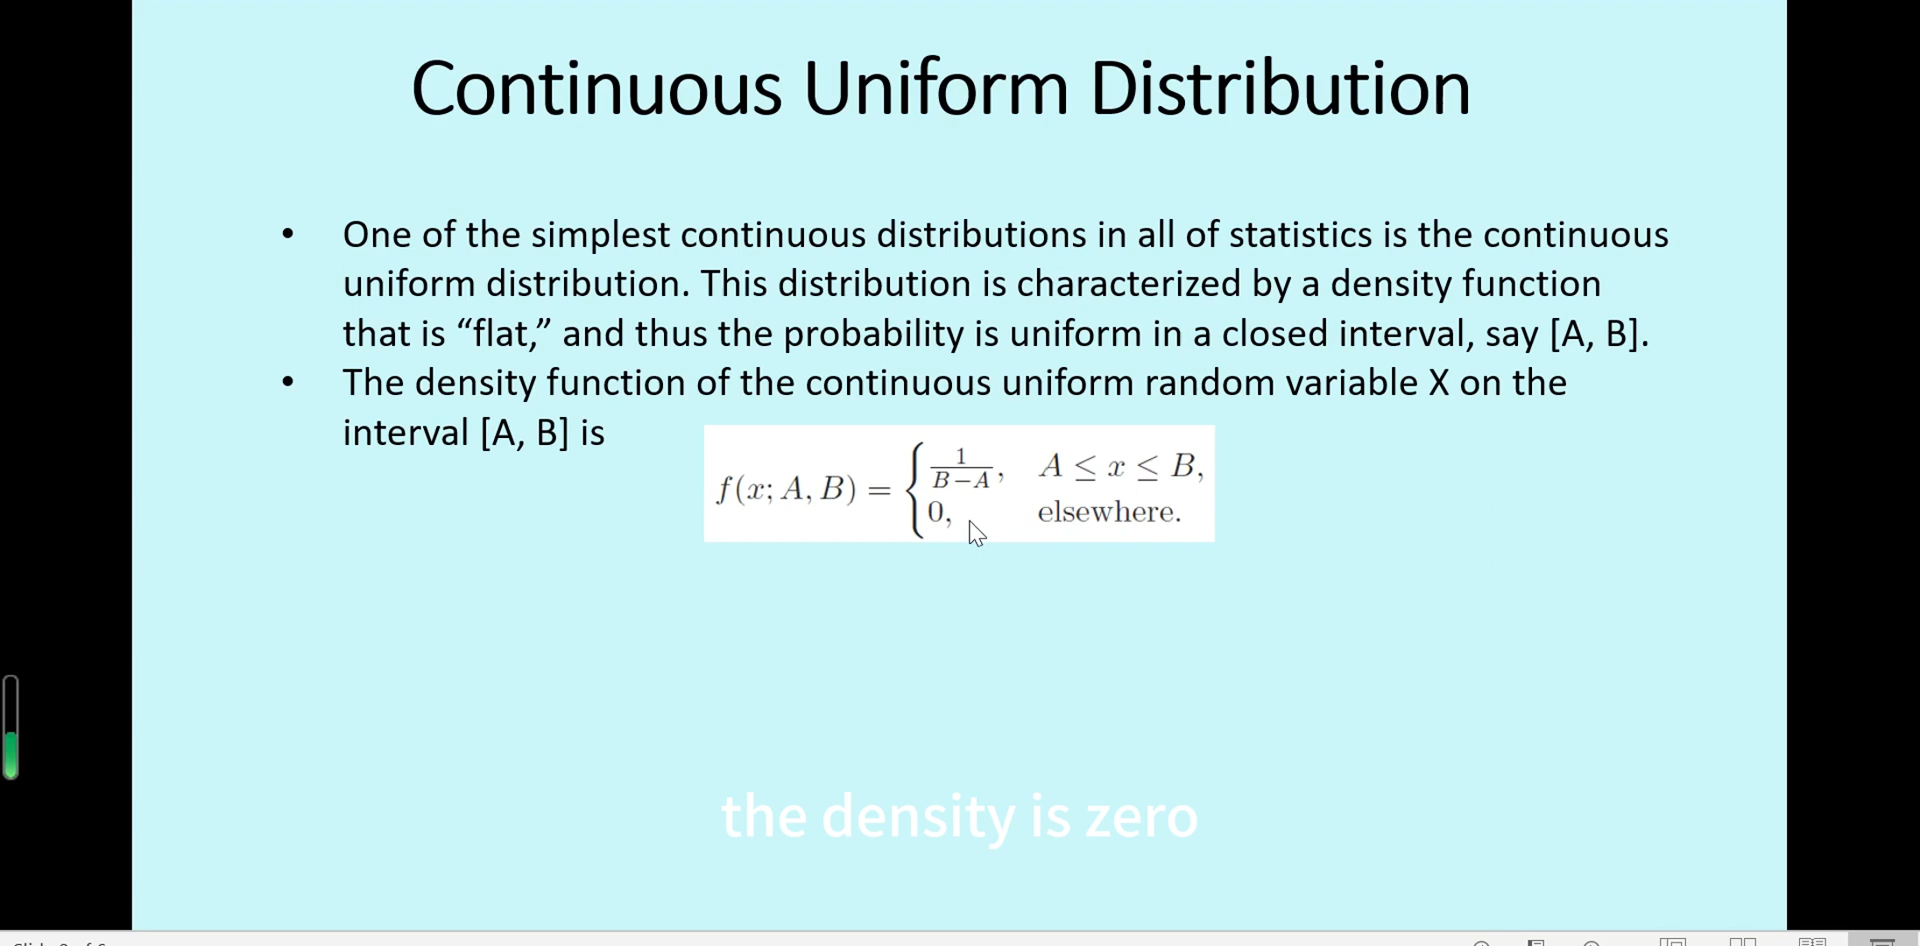 Continuous Uniform Distribution
• One of the simplest continuous distributions in all of statistics is the continuous
uniform distribution. This distribution is characterized by a density function
that is “flat,” and thus the probability is uniform in a closed interval, say [A, B].
• The density function of the continuous uniform random variable X on the
interval [A, B] is
f(x; A, B) = { 1/(B−A), A ≤ x ≤ B,
0, elsewhere.
the density is zero